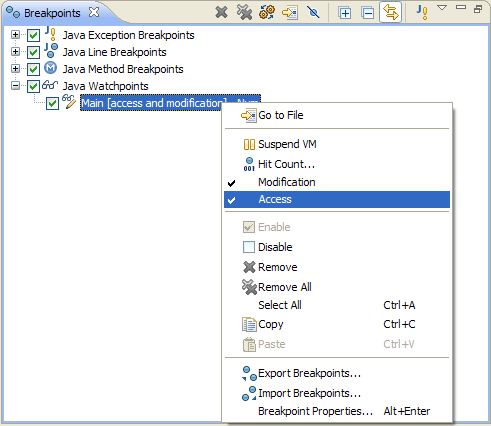 Breakpoints
Java Exception Breakpoints
Java Line Breakpoints
Java Method Breakpoints
Java Watchpoints
Main [access and modification] -
Go to File
Suspend VM
Hit Count...
Modification
Access
Enable
Disable
Remove
Remove All
Select All Ctrl+A
Copy Ctrl+C
Paste Ctrl+V
Export Breakpoints...
Import Breakpoints...
Breakpoint Properties... Alt+Enter